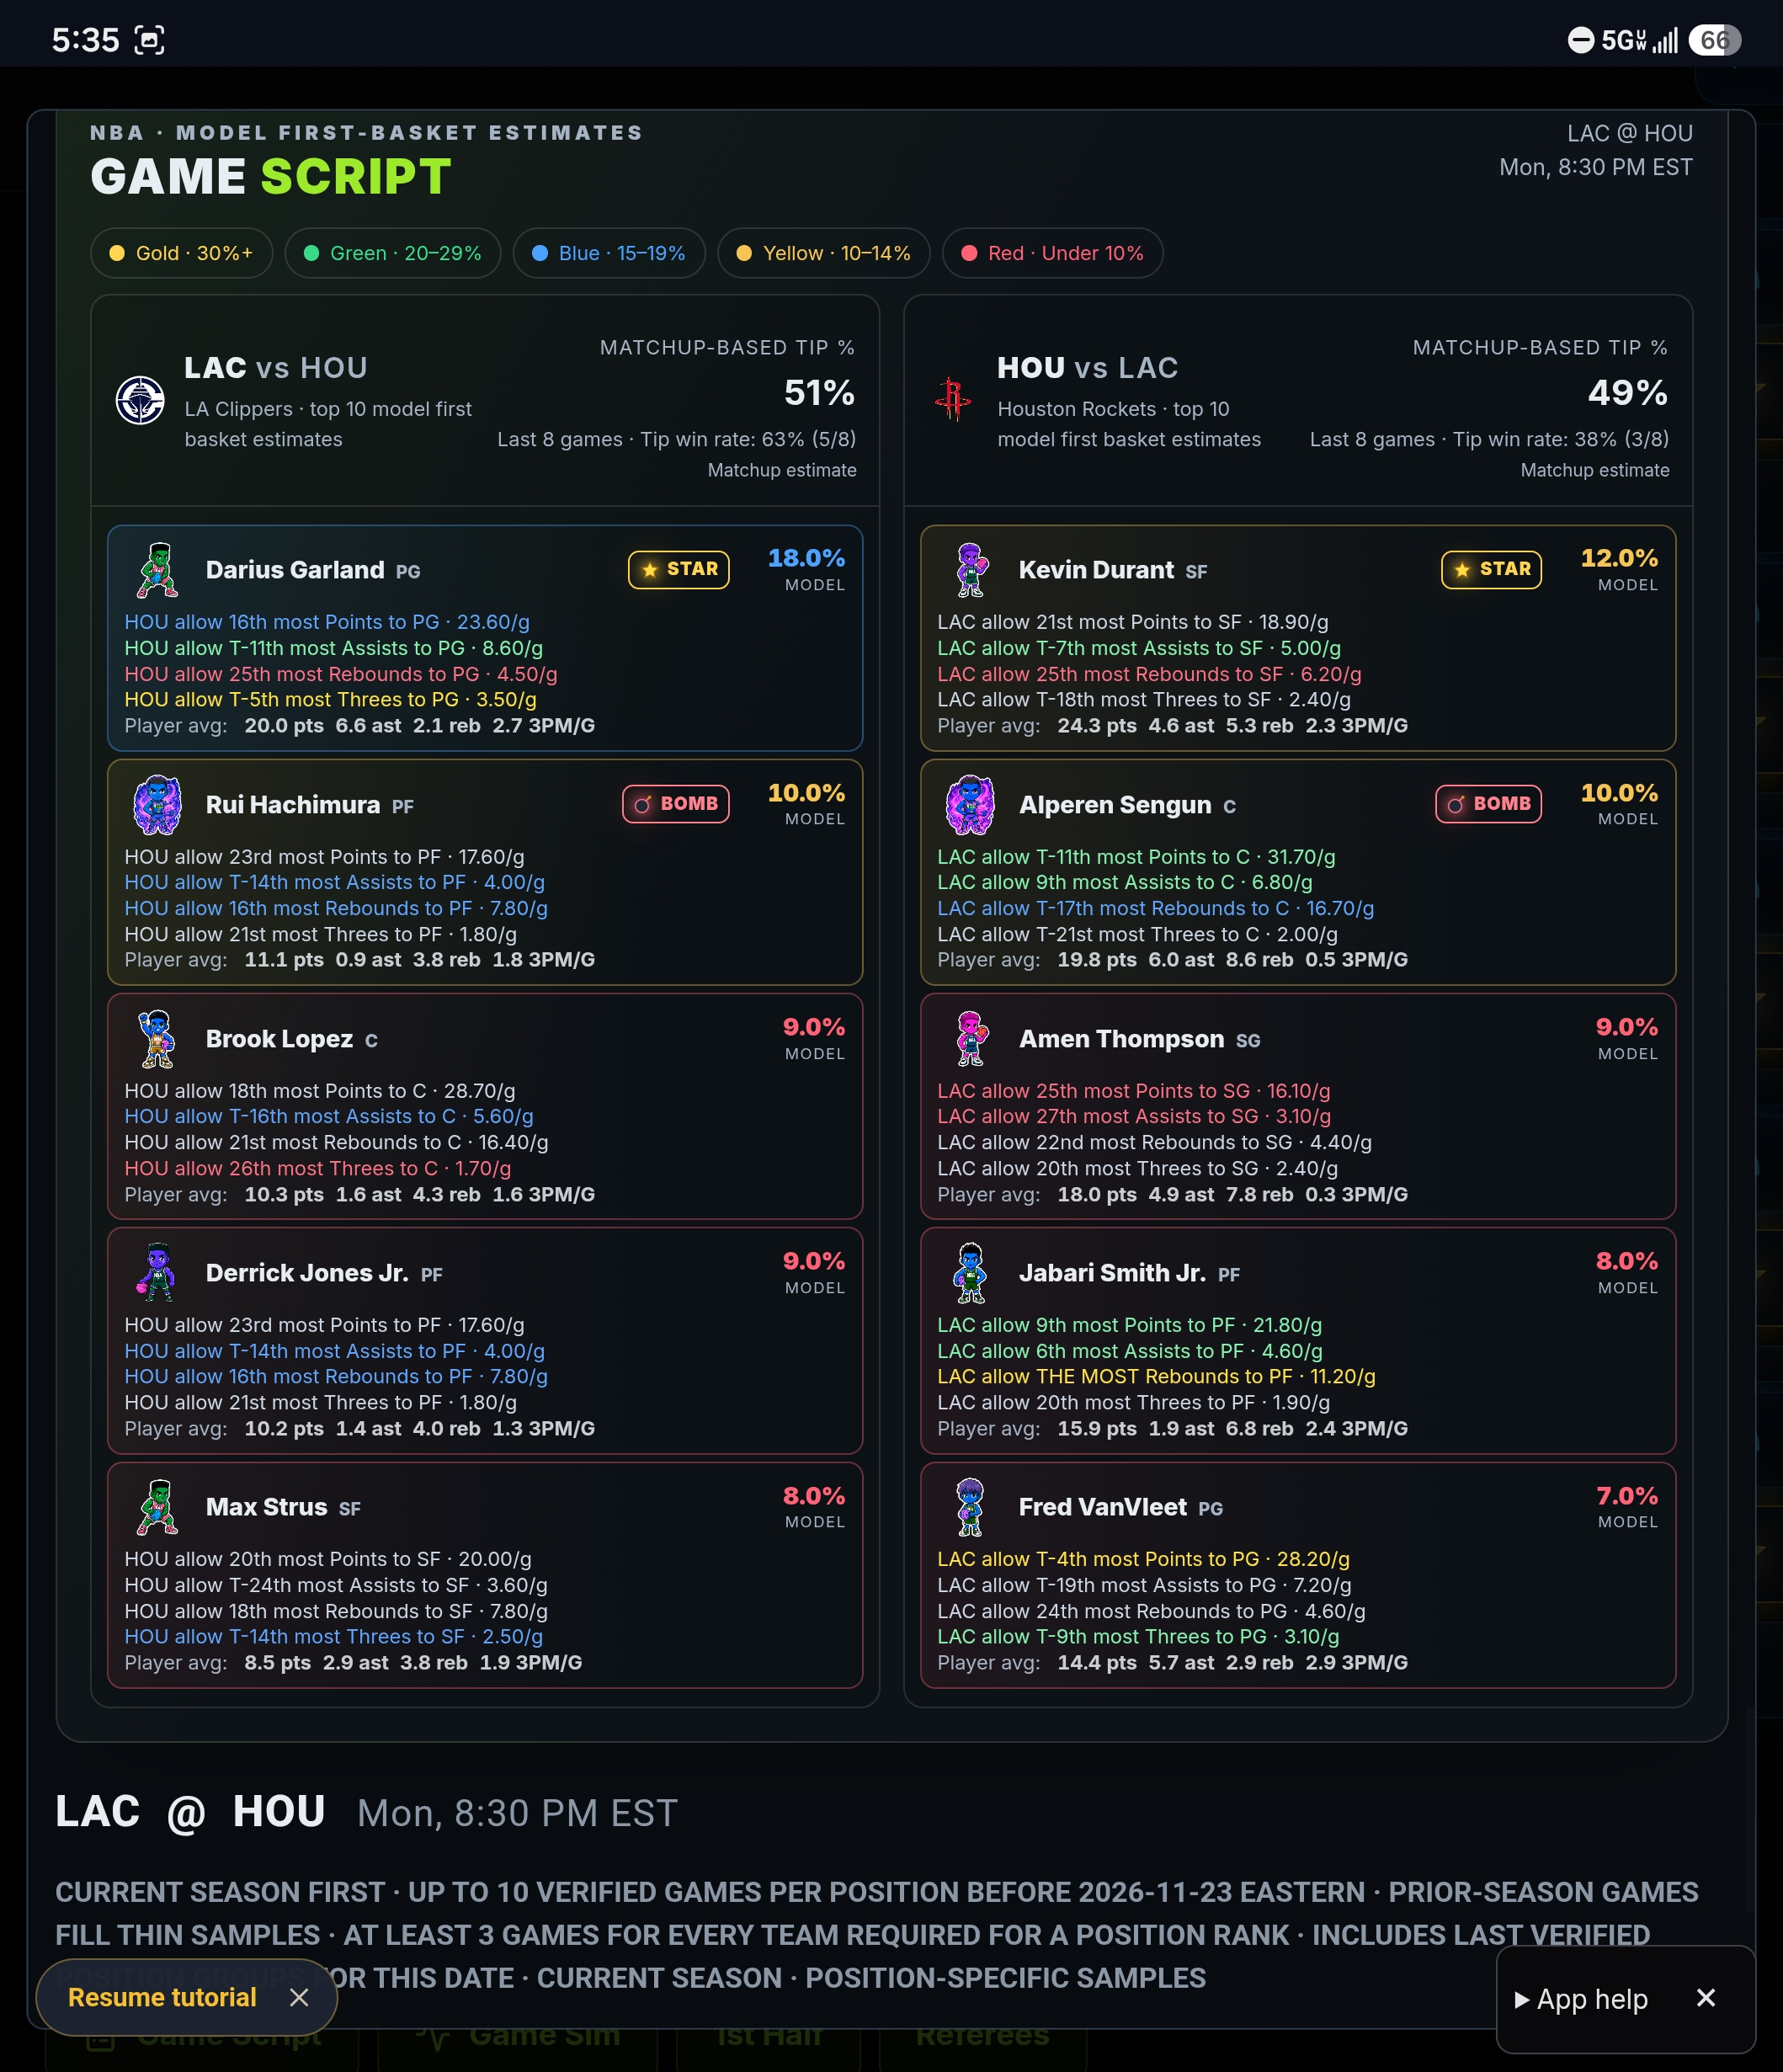 5:35
5G UW
66
NBA · MODEL FIRST-BASKET ESTIMATES
GAME SCRIPT
LAC @ HOU
Mon, 8:30 PM EST
Gold · 30%+
Green · 20–29%
Blue · 15–19%
Yellow · 10–14%
Red · Under 10%
LAC vs HOU
LA Clippers · top 10 model first
basket estimates
MATCHUP-BASED TIP %
51%
Last 8 games · Tip win rate: 63% (5/8)
Matchup estimate
Darius Garland PG
STAR
18.0%
MODEL
HOU allow 16th most Points to PG · 23.60/g
HOU allow T-11th most Assists to PG · 8.60/g
HOU allow 25th most Rebounds to PG · 4.50/g
HOU allow T-5th most Threes to PG · 3.50/g
Player avg: 20.0 pts 6.6 ast 2.1 reb 2.7 3PM/G
Rui Hachimura PF
BOMB
10.0%
MODEL
HOU allow 23rd most Points to PF · 17.60/g
HOU allow T-14th most Assists to PF · 4.00/g
HOU allow 16th most Rebounds to PF · 7.80/g
HOU allow 21st most Threes to PF · 1.80/g
Player avg: 11.1 pts 0.9 ast 3.8 reb 1.8 3PM/G
Brook Lopez C
9.0%
MODEL
HOU allow 18th most Points to C · 28.70/g
HOU allow T-16th most Assists to C · 5.60/g
HOU allow 21st most Rebounds to C · 16.40/g
HOU allow 26th most Threes to C · 1.70/g
Player avg: 10.3 pts 1.6 ast 4.3 reb 1.6 3PM/G
Derrick Jones Jr. PF
9.0%
MODEL
HOU allow 23rd most Points to PF · 17.60/g
HOU allow T-14th most Assists to PF · 4.00/g
HOU allow 16th most Rebounds to PF · 7.80/g
HOU allow 21st most Threes to PF · 1.80/g
Player avg: 10.2 pts 1.4 ast 4.0 reb 1.3 3PM/G
Max Strus SF
8.0%
MODEL
HOU allow 20th most Points to SF · 20.00/g
HOU allow T-24th most Assists to SF · 3.60/g
HOU allow 18th most Rebounds to SF · 7.80/g
HOU allow T-14th most Threes to SF · 2.50/g
Player avg: 8.5 pts 2.9 ast 3.8 reb 1.9 3PM/G
HOU vs LAC
Houston Rockets · top 10
model first basket estimates
MATCHUP-BASED TIP %
49%
Last 8 games · Tip win rate: 38% (3/8)
Matchup estimate
Kevin Durant SF
STAR
12.0%
MODEL
LAC allow 21st most Points to SF · 18.90/g
LAC allow T-7th most Assists to SF · 5.00/g
LAC allow 25th most Rebounds to SF · 6.20/g
LAC allow T-18th most Threes to SF · 2.40/g
Player avg: 24.3 pts 4.6 ast 5.3 reb 2.3 3PM/G
Alperen Sengun C
BOMB
10.0%
MODEL
LAC allow T-11th most Points to C · 31.70/g
LAC allow 9th most Assists to C · 6.80/g
LAC allow T-17th most Rebounds to C · 16.70/g
LAC allow T-21st most Threes to C · 2.00/g
Player avg: 19.8 pts 6.0 ast 8.6 reb 0.5 3PM/G
Amen Thompson SG
9.0%
MODEL
LAC allow 25th most Points to SG · 16.10/g
LAC allow 27th most Assists to SG · 3.10/g
LAC allow 22nd most Rebounds to SG · 4.40/g
LAC allow 20th most Threes to SG · 2.40/g
Player avg: 18.0 pts 4.9 ast 7.8 reb 0.3 3PM/G
Jabari Smith Jr. PF
8.0%
MODEL
LAC allow 9th most Points to PF · 21.80/g
LAC allow 6th most Assists to PF · 4.60/g
LAC allow THE MOST Rebounds to PF · 11.20/g
LAC allow 20th most Threes to PF · 1.90/g
Player avg: 15.9 pts 1.9 ast 6.8 reb 2.4 3PM/G
Fred VanVleet PG
7.0%
MODEL
LAC allow T-4th most Points to PG · 28.20/g
LAC allow T-19th most Assists to PG · 7.20/g
LAC allow 24th most Rebounds to PG · 4.60/g
LAC allow T-9th most Threes to PG · 3.10/g
Player avg: 14.4 pts 5.7 ast 2.9 reb 2.9 3PM/G
LAC @ HOU Mon, 8:30 PM EST
CURRENT SEASON FIRST · UP TO 10 VERIFIED GAMES PER POSITION BEFORE 2026-11-23 EASTERN · PRIOR-SEASON GAMES
FILL THIN SAMPLES · AT LEAST 3 GAMES FOR EVERY TEAM REQUIRED FOR A POSITION RANK · INCLUDES LAST VERIFIED
POSITION GROUPS FOR THIS DATE · CURRENT SEASON · POSITION-SPECIFIC SAMPLES
Resume tutorial
App help
Game Script
Game Sim
1st Half
Referees